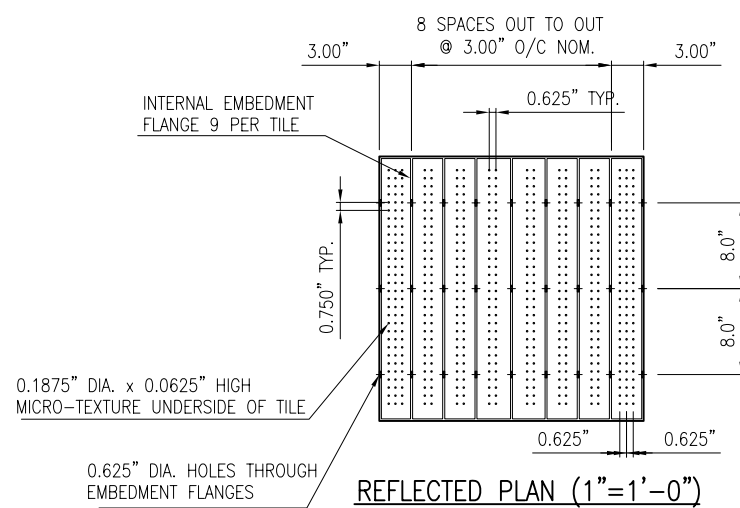 8 SPACES OUT TO OUT
@ 3.00" O/C NOM.
3.00"
3.00"
INTERNAL EMBEDMENT
FLANGE 9 PER TILE
0.625" TYP.
0.750" TYP.
8.0"
8.0"
0.1875" DIA. x 0.0625" HIGH
MICRO-TEXTURE UNDERSIDE OF TILE
0.625"
0.625"
0.625" DIA. HOLES THROUGH
EMBEDMENT FLANGES
REFLECTED PLAN (1"=1'-0")